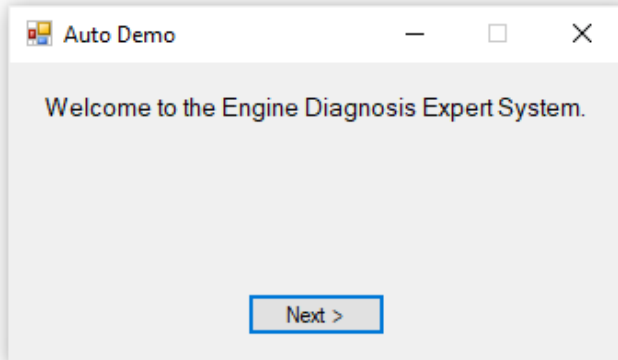 Auto Demo
Welcome to the Engine Diagnosis Expert System.
Next >